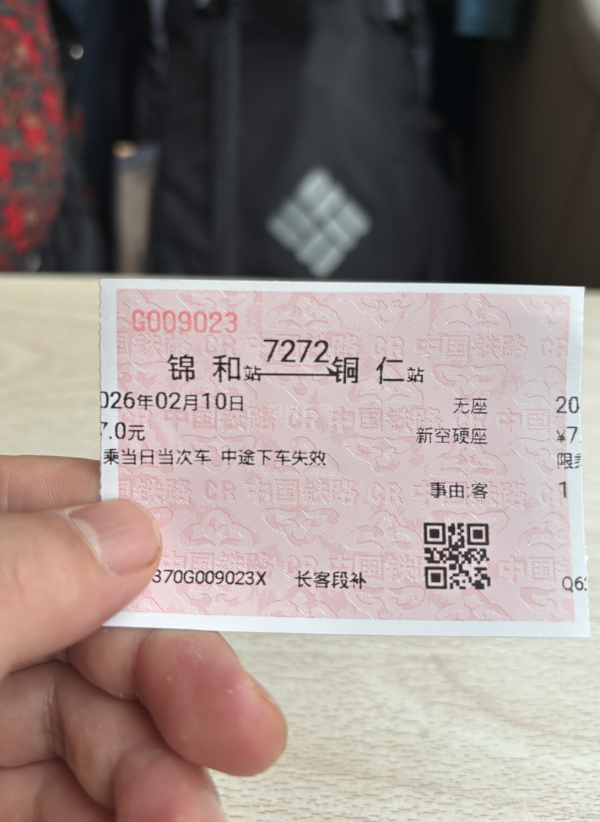 G009023
锦和站 7272 铜仁站
026年02月10日 无座 20
7.0元 新空硬座 ¥7
乘当日当次车 中途下车失效 限乘
事由:客 1
370G009023X 长客段补 Q6